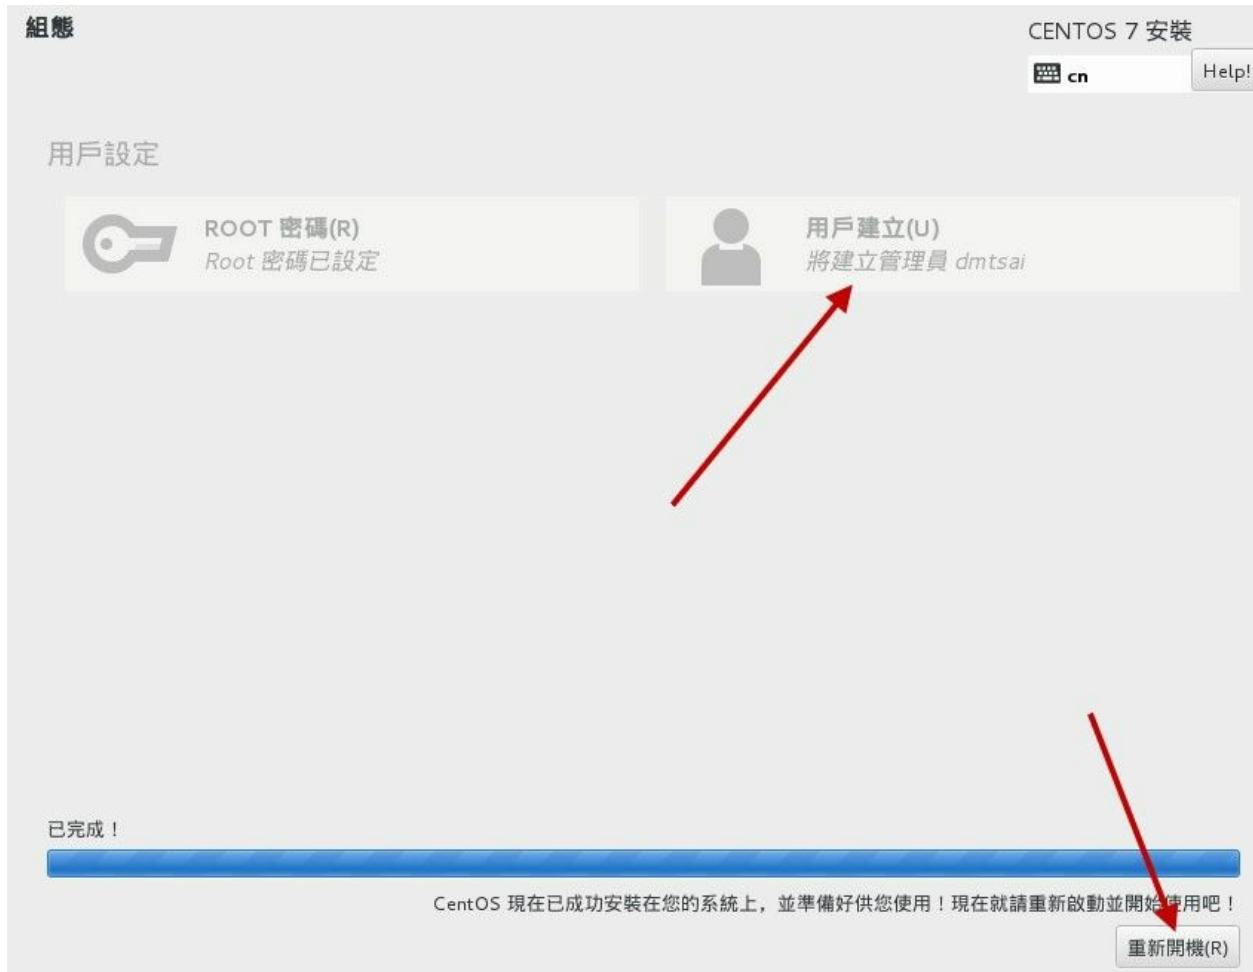 組態
CENTOS 7 安裝
cn
Help!
用戶設定
ROOT 密碼(R)
Root 密碼已設定
用戶建立(U)
將建立管理員 dmtsai
已完成！
CentOS 現在已成功安裝在您的系統上，並準備好供您使用！現在就請重新啟動並開始使用吧！
重新開機(R)